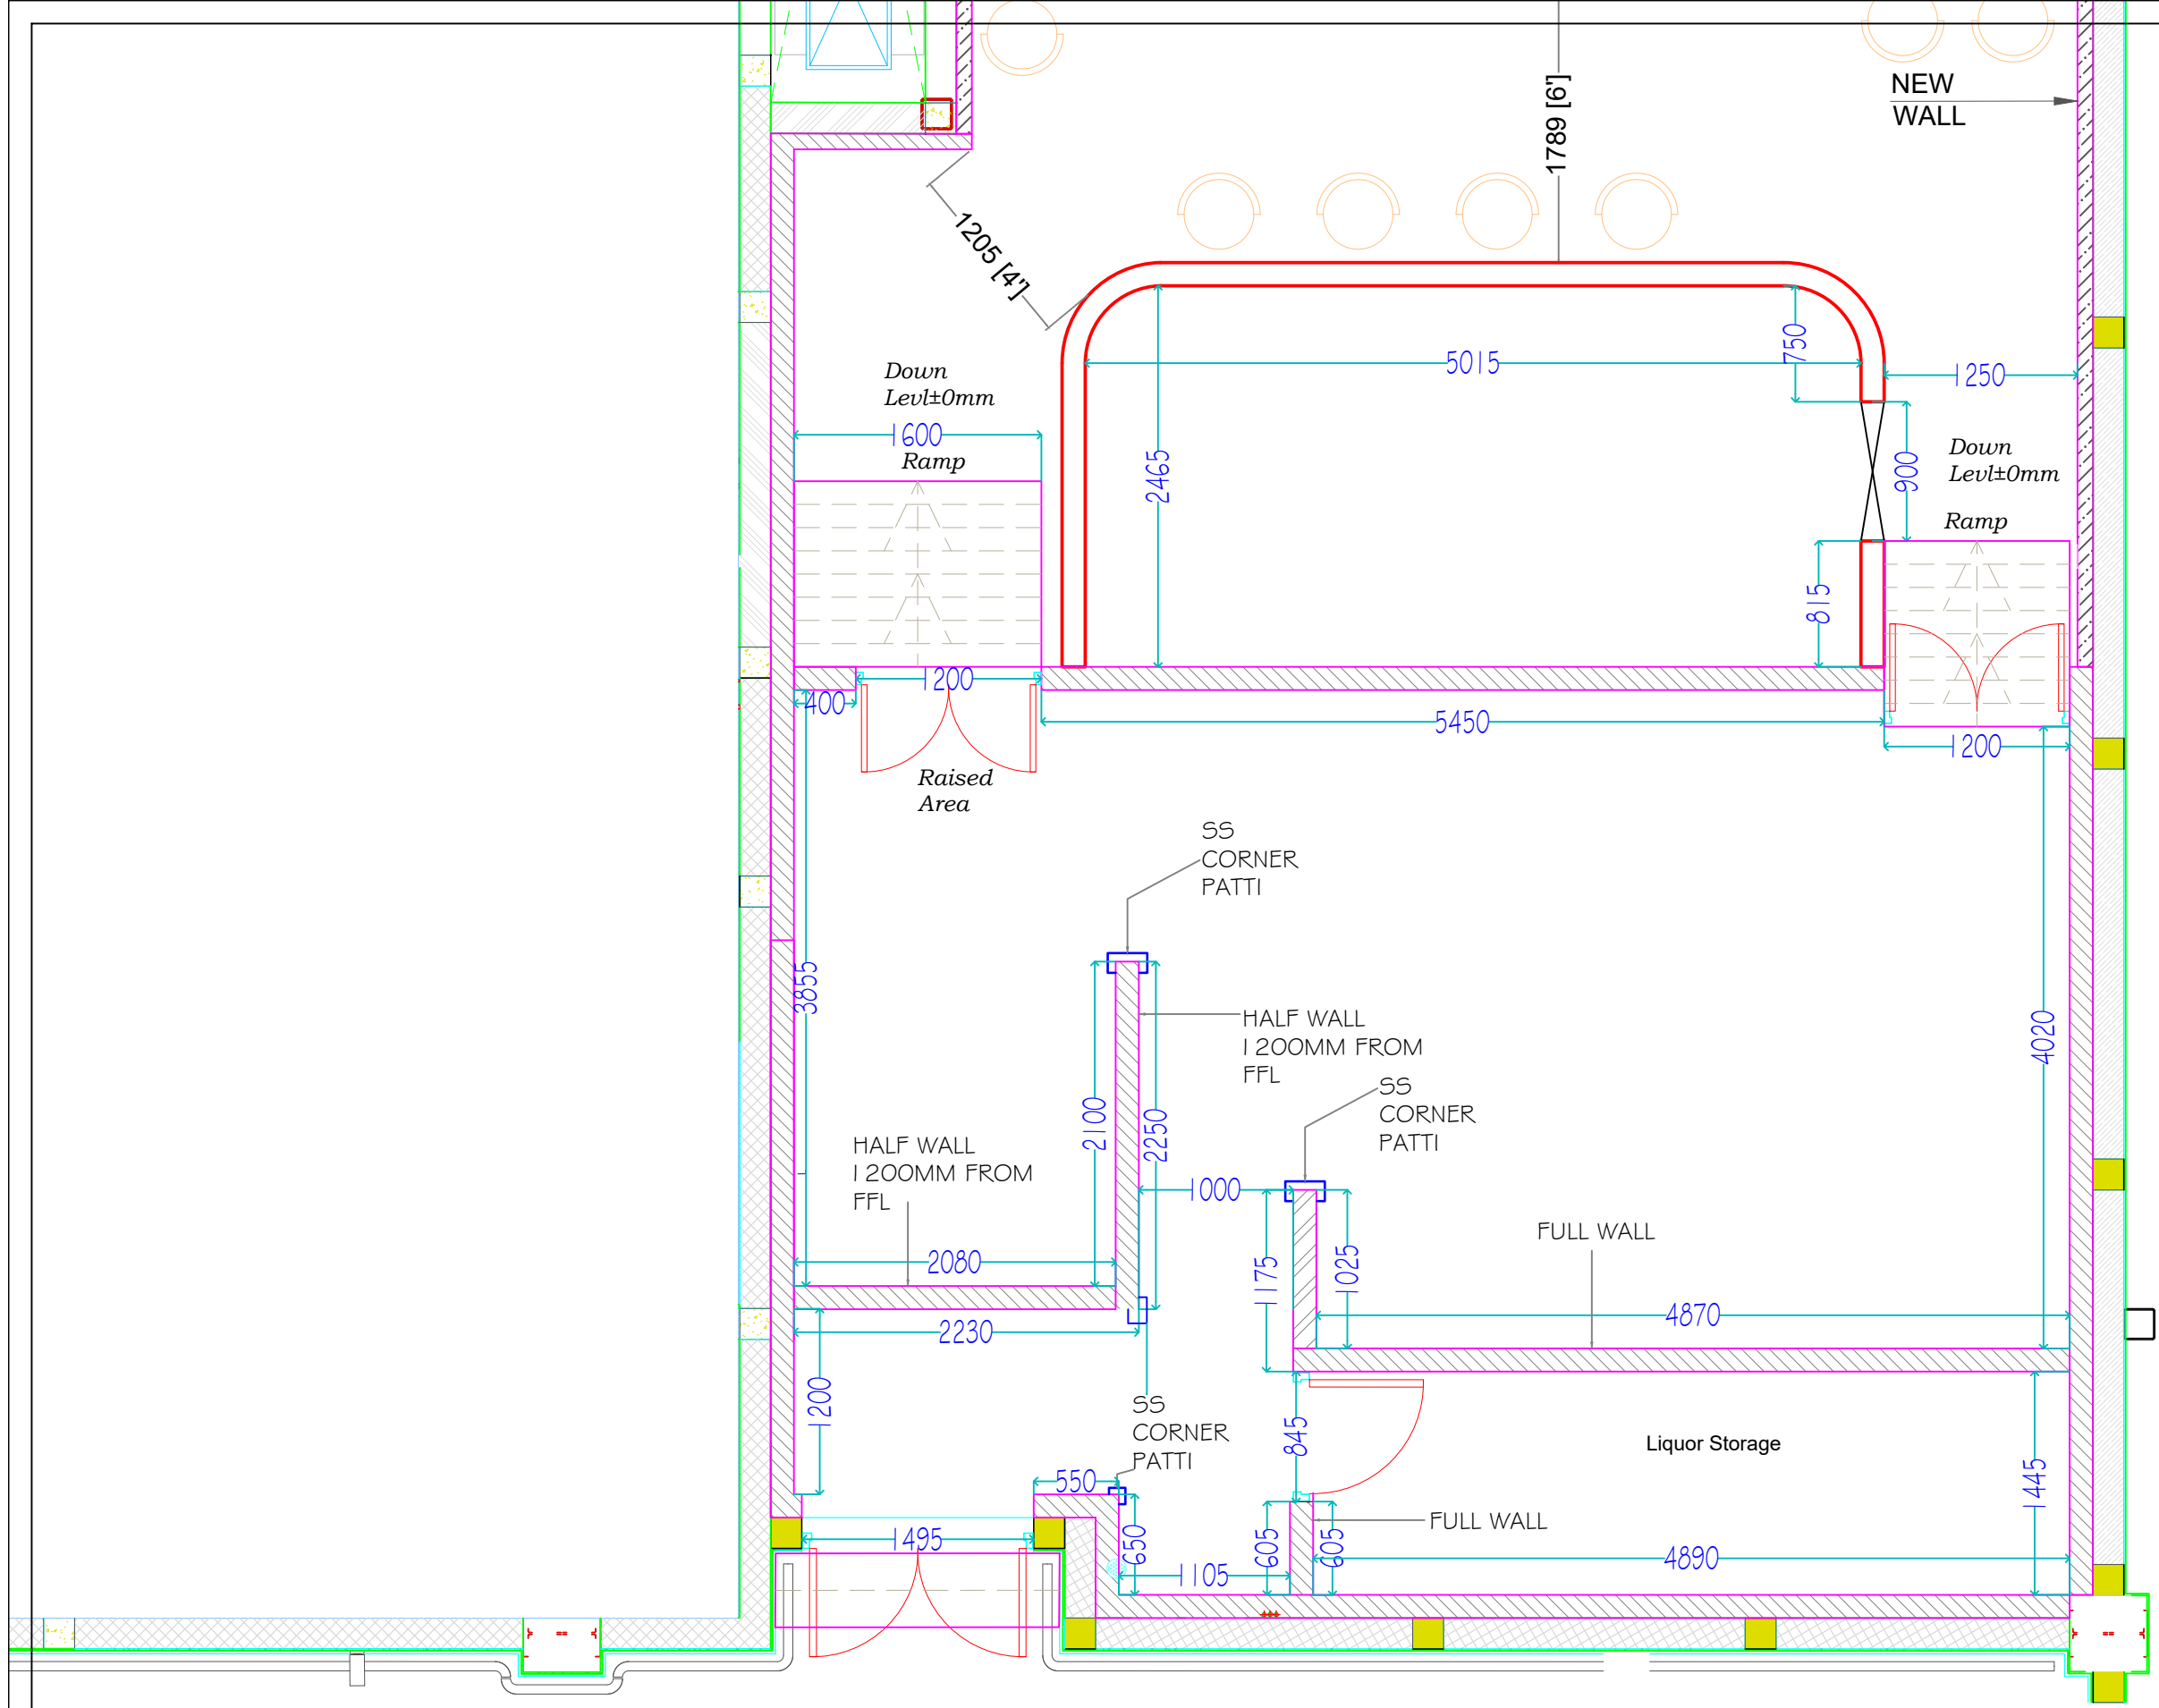 NEW
WALL
1789 [6"]
1205 [4']
Down
Levl±0mm
1600
Ramp
5015
750
1250
2465
900
Down
Levl±0mm
Ramp
815
1200
400
5450
1200
Raised
Area
SS
CORNER
PATTI
3855
HALF WALL
1200MM FROM
FFL
4020
SS
CORNER
PATTI
2100
2250
HALF WALL
1200MM FROM
FFL
1000
1175
1025
FULL WALL
2080
4870
2230
1200
SS
CORNER
PATTI
845
Liquor Storage
550
1445
1495
650
605
605
FULL WALL
1105
4890